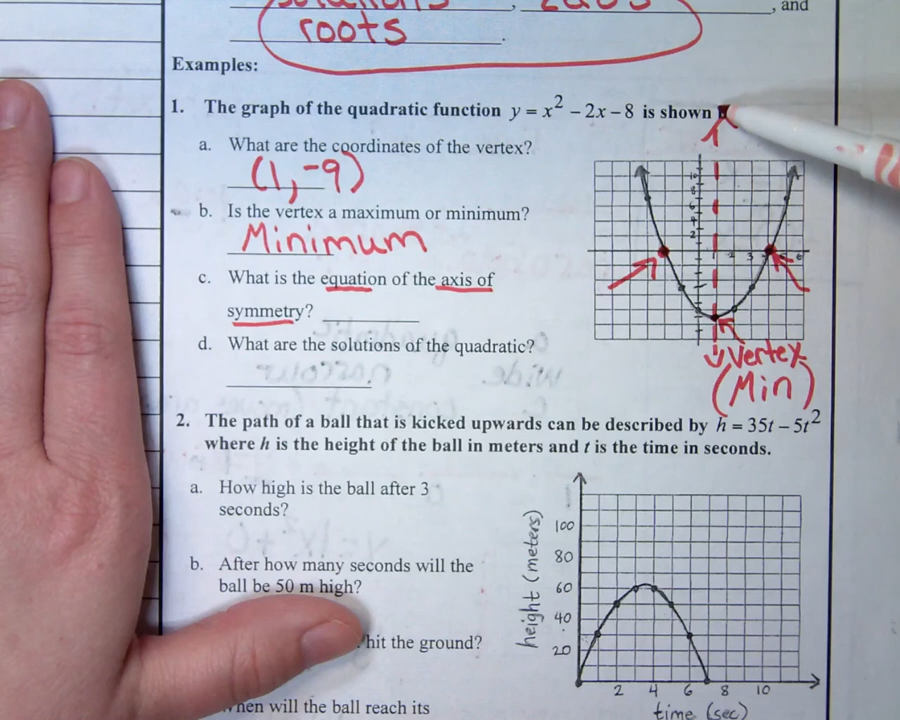 , and
roots
.
Examples:
1. The graph of the quadratic function y = x² – 2x – 8 is shown
a. What are the coordinates of the vertex?
(1, -9)
b. Is the vertex a maximum or minimum?
Minimum
c. What is the equation of the axis of
symmetry?
d. What are the solutions of the quadratic?
.
Vertex
(Min)
2. The path of a ball that is kicked upwards can be described by h = 35t – 5t²
where h is the height of the ball in meters and t is the time in seconds.
a. How high is the ball after 3
seconds?
b. After how many seconds will the
ball be 50 m high?
hit the ground?
hen will the ball reach its
height (meters)
100
80
60
40
20
2 4 6 8 10
time (sec)